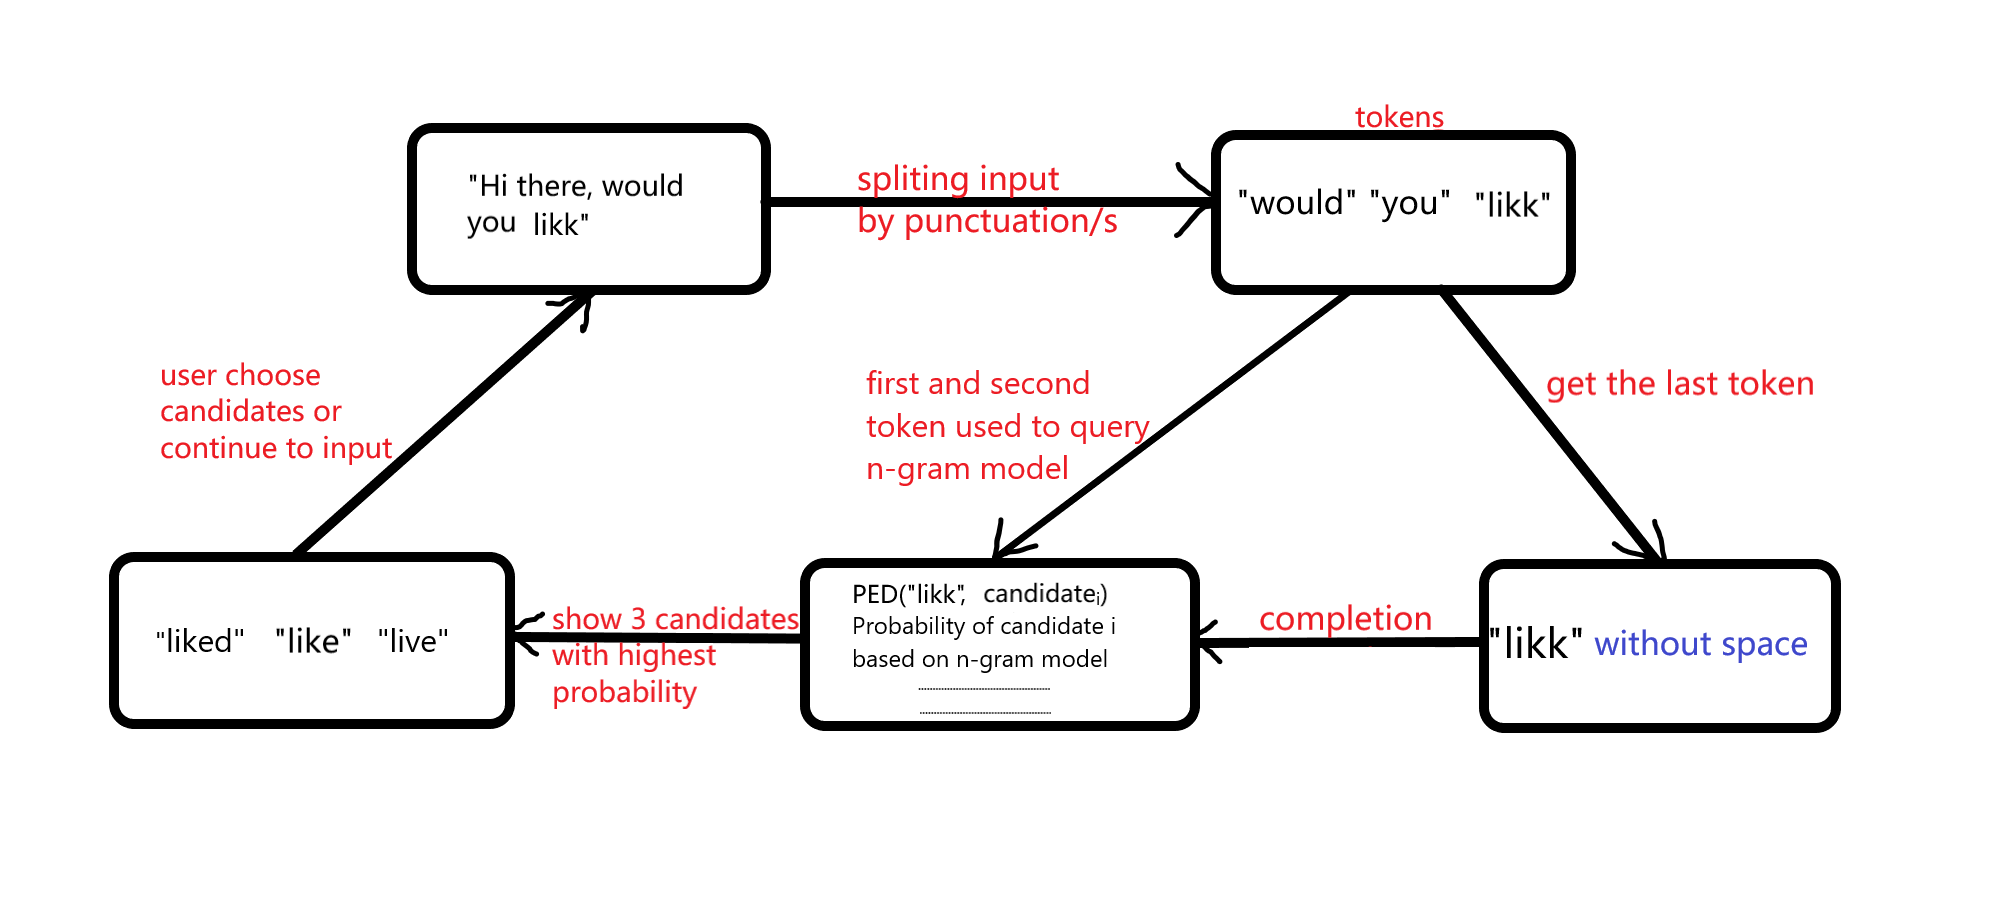 tokens
"Hi there, would
you likk"
spliting input
by punctuation/s
"would" "you" "likk"
user choose
candidates or
continue to input
first and second
token used to query
n-gram model
get the last token
"liked" "like" "live"
show 3 candidates
with highest
probability
PED("likk", candidateᵢ)
Probability of candidate i
based on n-gram model
completion
"likk" without space